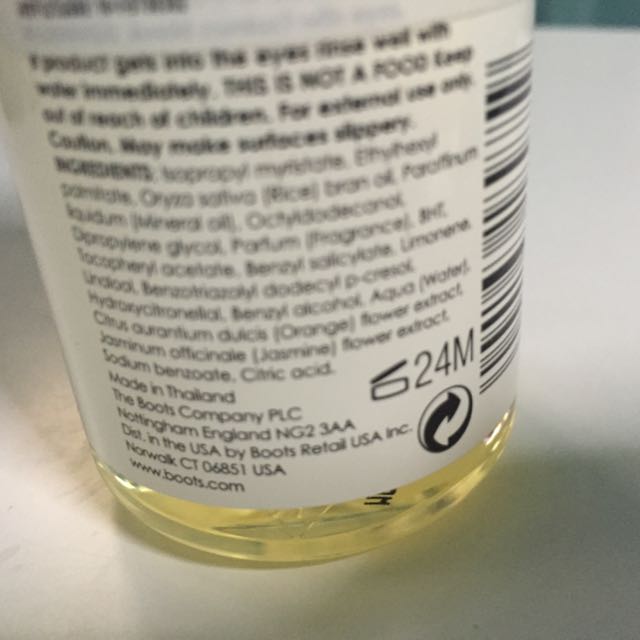 If product gets into the eyes rinse well with
water immediately. THIS IS NOT A FOOD Keep
out of reach of children. For external use only.
Caution. May make surfaces slippery.
INGREDIENTS: Isopropyl myristate, Ethylhexyl
palmitate, Oryza sativa (Rice) bran oil, Paraffinum
liquidum (Mineral oil), Octyldodecanol,
Dipropylene glycol, Parfum (Fragrance), BHT,
Tocopheryl acetate, Benzyl salicylate, Limonene,
Linalool, Benzotriazolyl dodecyl p-cresol,
Hydroxycitronellal, Benzyl alcohol, Aqua (Water),
Citrus aurantium dulcis (Orange) flower extract,
Jasminum officinale (Jasmine) flower extract,
Sodium benzoate, Citric acid.
24M
Made in Thailand
The Boots Company PLC
Nottingham England NG2 3AA
Dist. in the USA by Boots Retail USA Inc.
Norwalk CT 06851 USA
www.boots.com